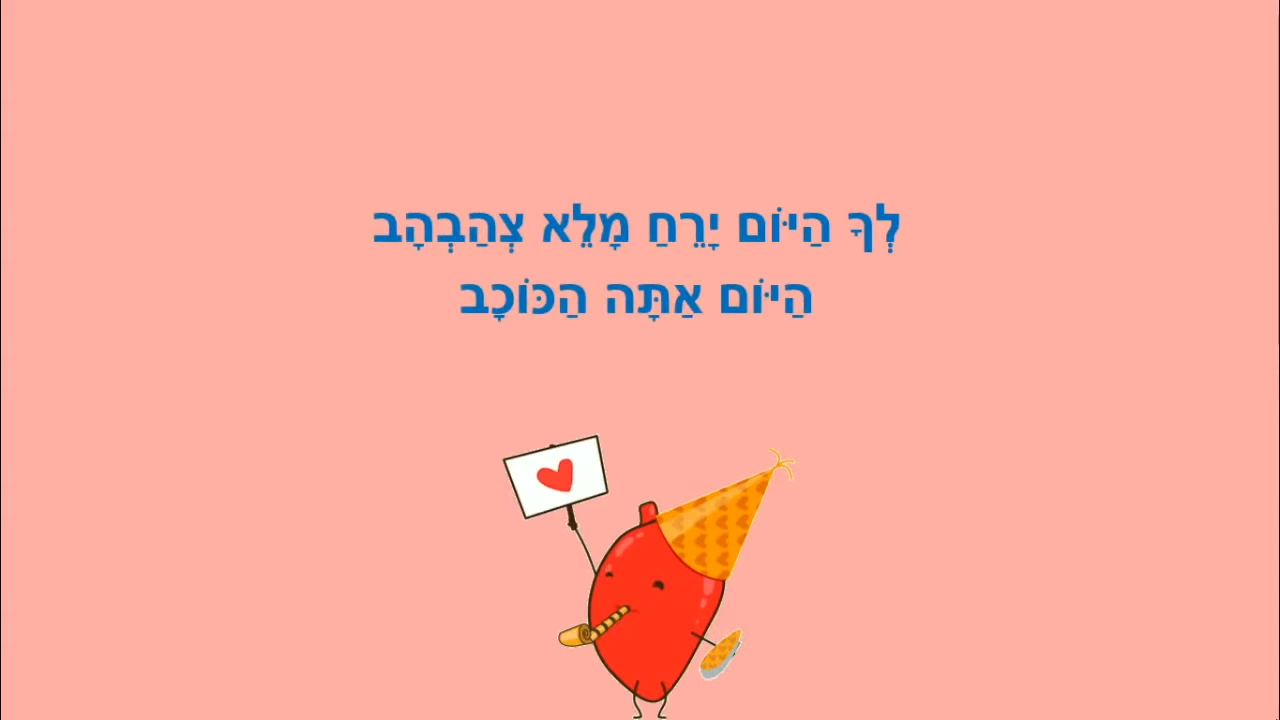 לְךָ הַיּוֹם יָרֵחַ מָלֵא צְהַבְהָב
הַיּוֹם אַתָּה הַכּוֹכָב